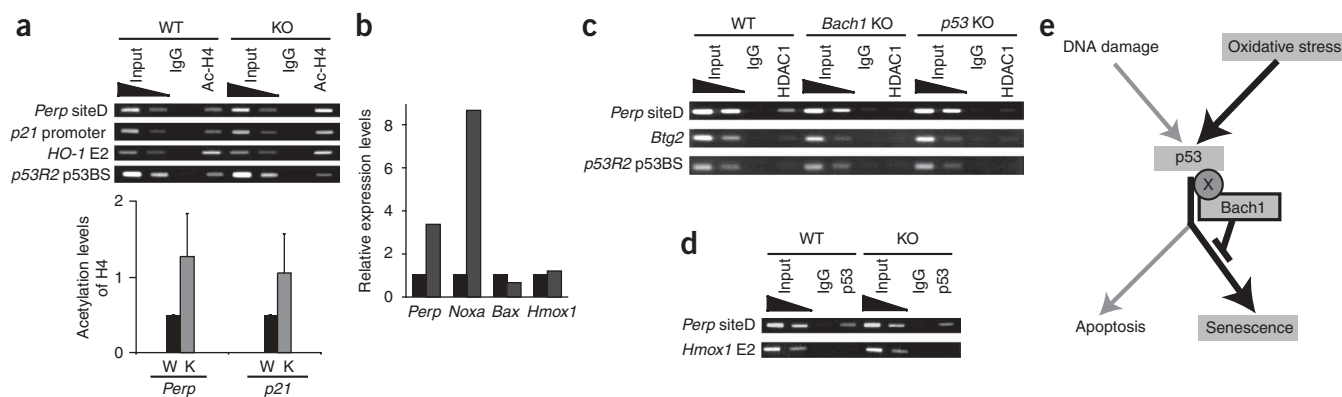 a
WT KO
Input IgG Ac-H4 Input IgG Ac-H4
Perp siteD
p21 promoter
HO-1 E2
p53R2 p53BS
Acetylation levels
of H4
2
1
0
W K W K
Perp p21
b
Relative expression levels
8
6
4
2
0
Perp Noxa Bax Hmox1
c
WT Bach1 KO p53 KO
Input IgG HDAC1 Input IgG HDAC1 Input IgG HDAC1
Perp siteD
Btg2
p53R2 p53BS
d
WT KO
Input IgG p53 Input IgG p53
Perp siteD
Hmox1 E2
e
DNA damage Oxidative stress
p53
X
Bach1
Apoptosis Senescence